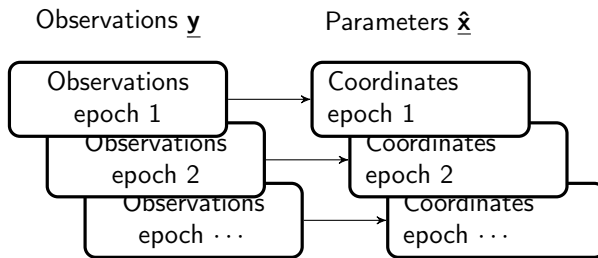 Observations y
Parameters x̂
Observations
epoch 1
Coordinates
epoch 1
Observations
epoch 2
Coordinates
epoch 2
Observations
epoch ⋯
Coordinates
epoch ⋯